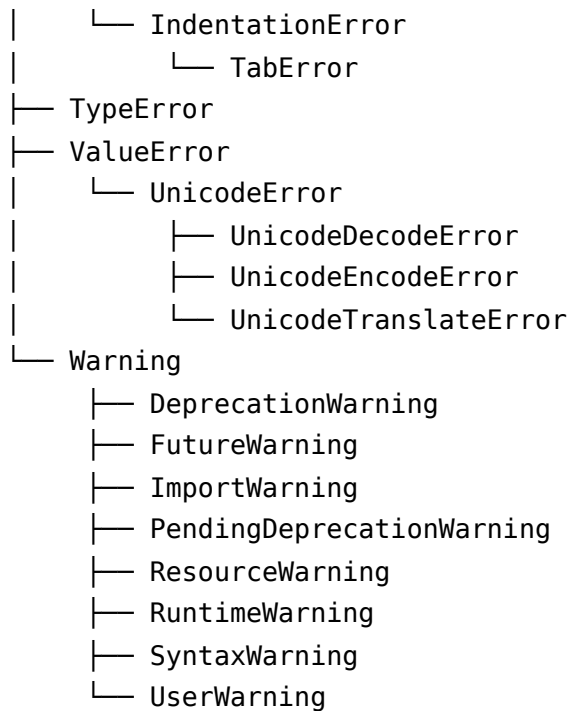 │    └── IndentationError
│         └── TabError
├── TypeError
├── ValueError
│    └── UnicodeError
│         ├── UnicodeDecodeError
│         ├── UnicodeEncodeError
│         └── UnicodeTranslateError
└── Warning
     ├── DeprecationWarning
     ├── FutureWarning
     ├── ImportWarning
     ├── PendingDeprecationWarning
     ├── ResourceWarning
     ├── RuntimeWarning
     ├── SyntaxWarning
     └── UserWarning